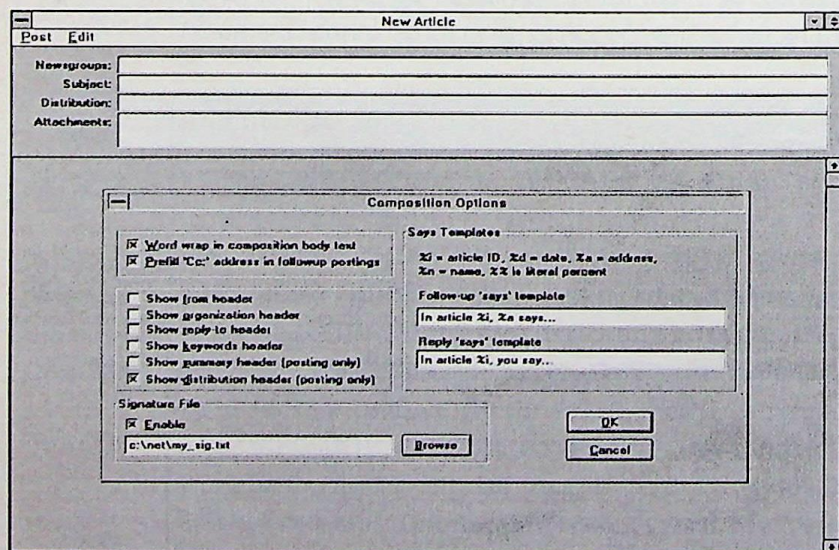 New Article
Post Edit
Newsgroups:
Subject:
Distribution:
Attachments:
Composition Options
Word wrap in composition body text
Prefill 'Cc:' address in followup postings
Show from header
Show organization header
Show reply-to header
Show keywords header
Show summary header (posting only)
Show distribution header (posting only)
Signature File
Enable
c:\net\my_sig.txt
Browse
Says Templates
%i = article ID, %d = date, %a = address,
%n = name, %% is literal percent
Follow-up 'says' template
In article %i, %a says...
Reply 'says' template
In article %i, you say...
OK
Cancel